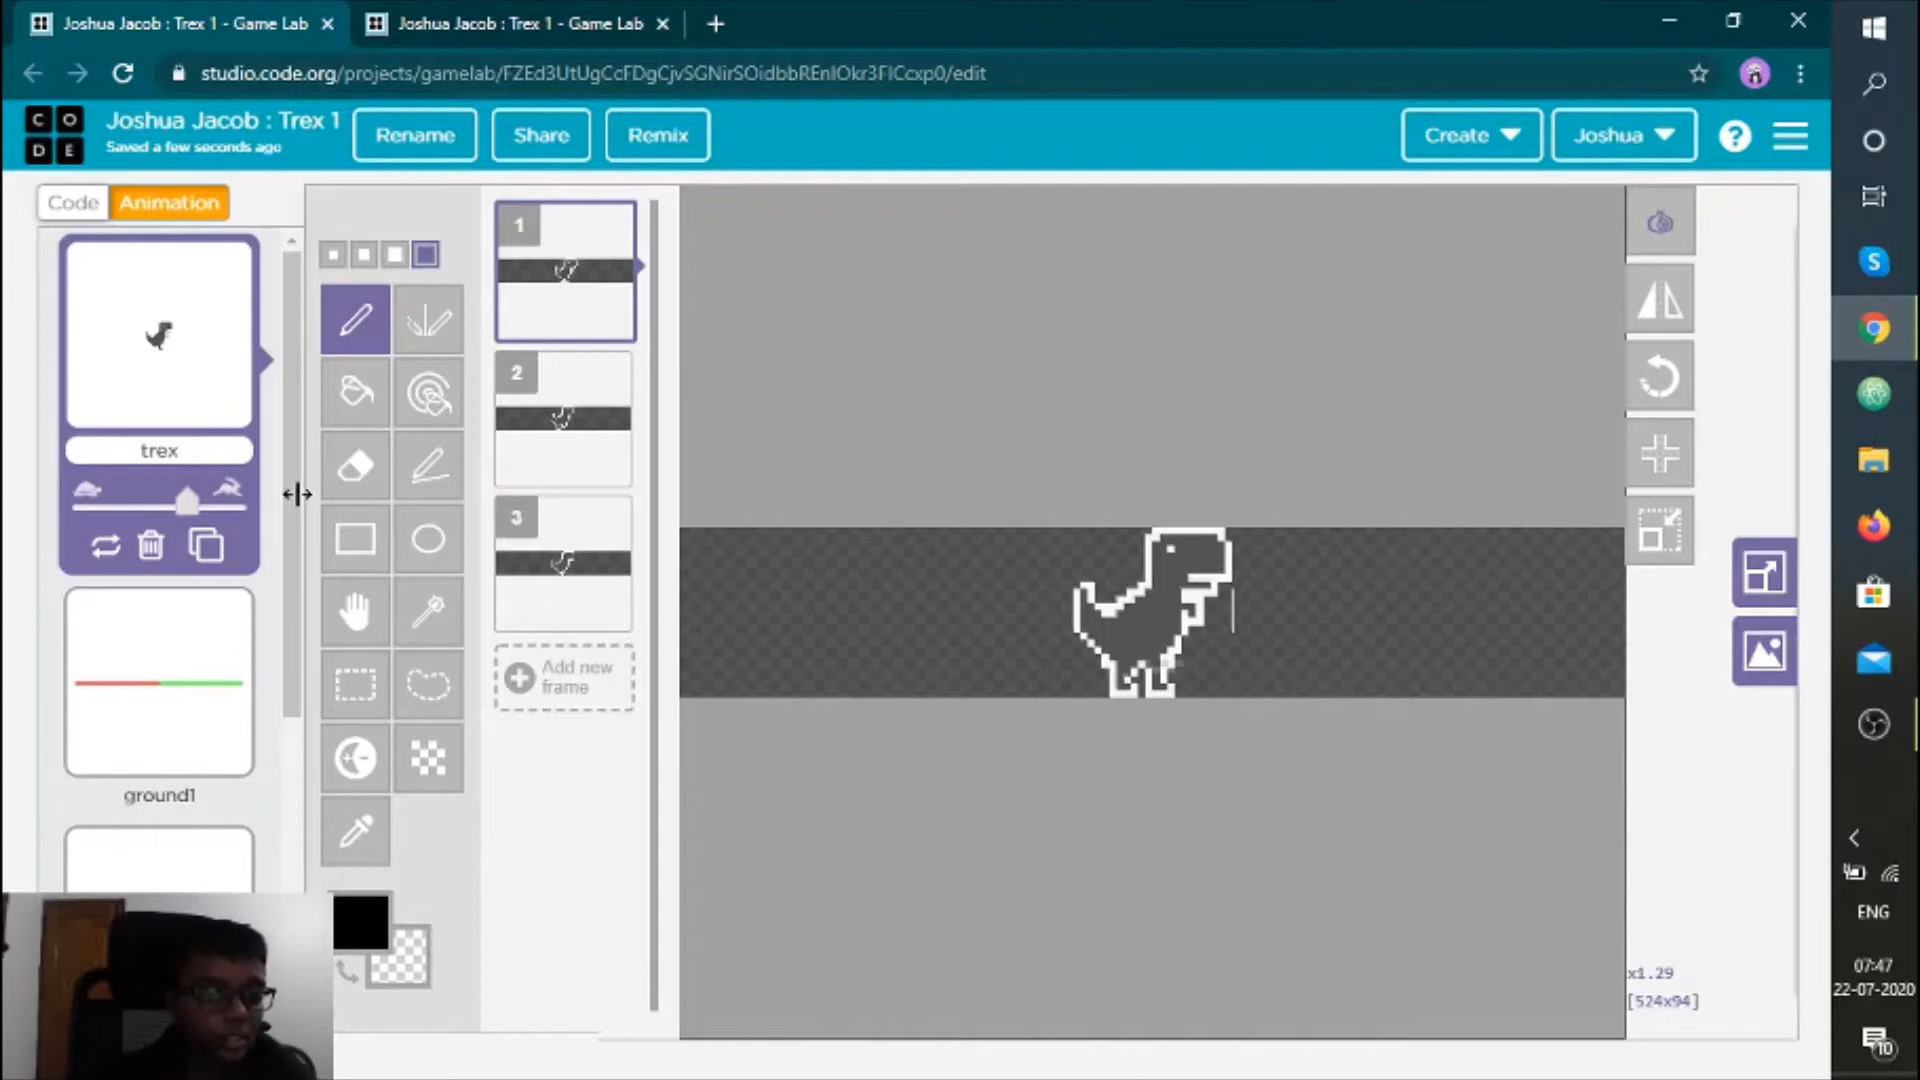 Joshua Jacob : Trex 1 - Game Lab
Joshua Jacob : Trex 1 - Game Lab
studio.code.org/projects/gamelab/FZEd3UtUgCcFDgCjvSGNirSOidbbREnlOkr3FlCcxp0/edit
C O
D E
Joshua Jacob : Trex 1
Saved a few seconds ago
Rename
Share
Remix
Create
Joshua
?
Code
Animation
1
trex
2
3
Add new
frame
ground1
x1.29
[524x94]
S
ENG
07:47
22-07-2020
10